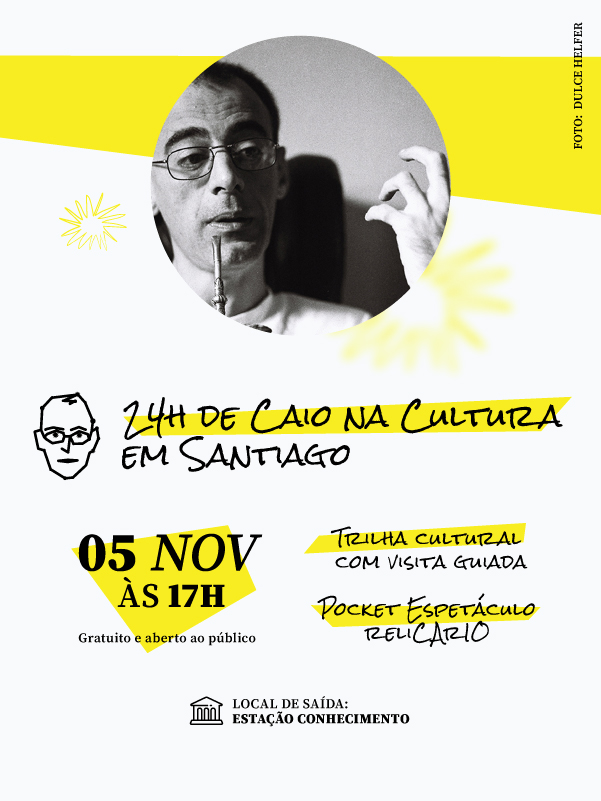 FOTO: DULCE HELFER
24H DE CAIO NA CULTURA
EM SANTIAGO
05 NOV
ÀS 17H
Gratuito e aberto ao público
TRILHA CULTURAL
COM VISITA GUIADA
POCKET ESPETÁCULO
RELICÁRIO
LOCAL DE SAÍDA:
ESTAÇÃO CONHECIMENTO